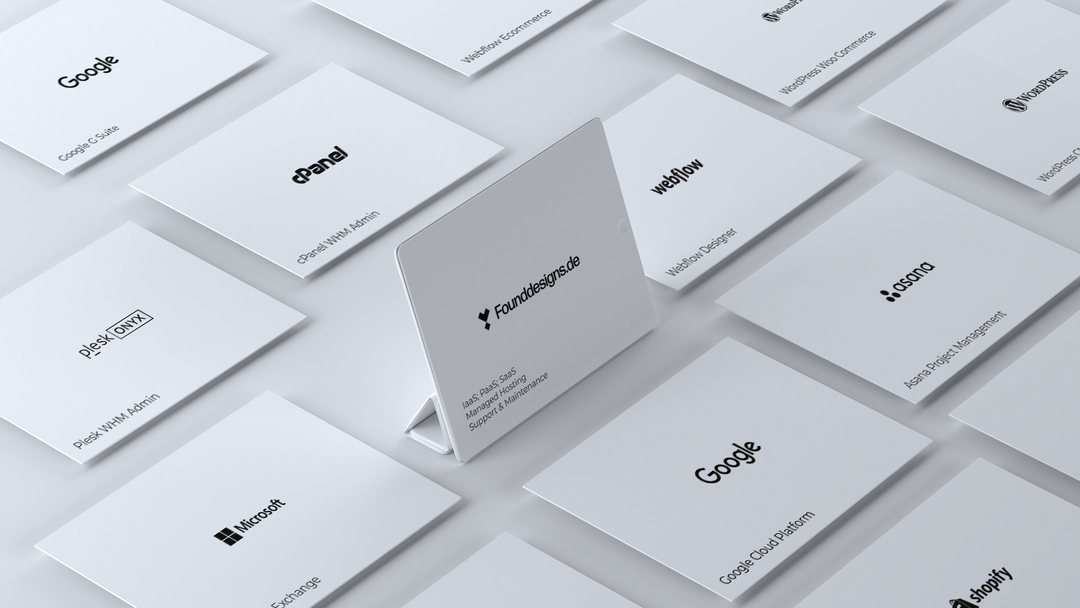 Google
Google G Suite
Webflow Ecommerce
WordPress Woo Commerce
WORDPRESS
WordPress
cPanel
cPanel WHM Admin
webflow
Webflow Designer
plesk ONYX
Plesk WHM Admin
Founddesigns.de
IaaS, PaaS, SaaS
Managed Hosting
Support & Maintenance
asana
Asana Project Management
Microsoft
Exchange
Google
Google Cloud Platform
shopify